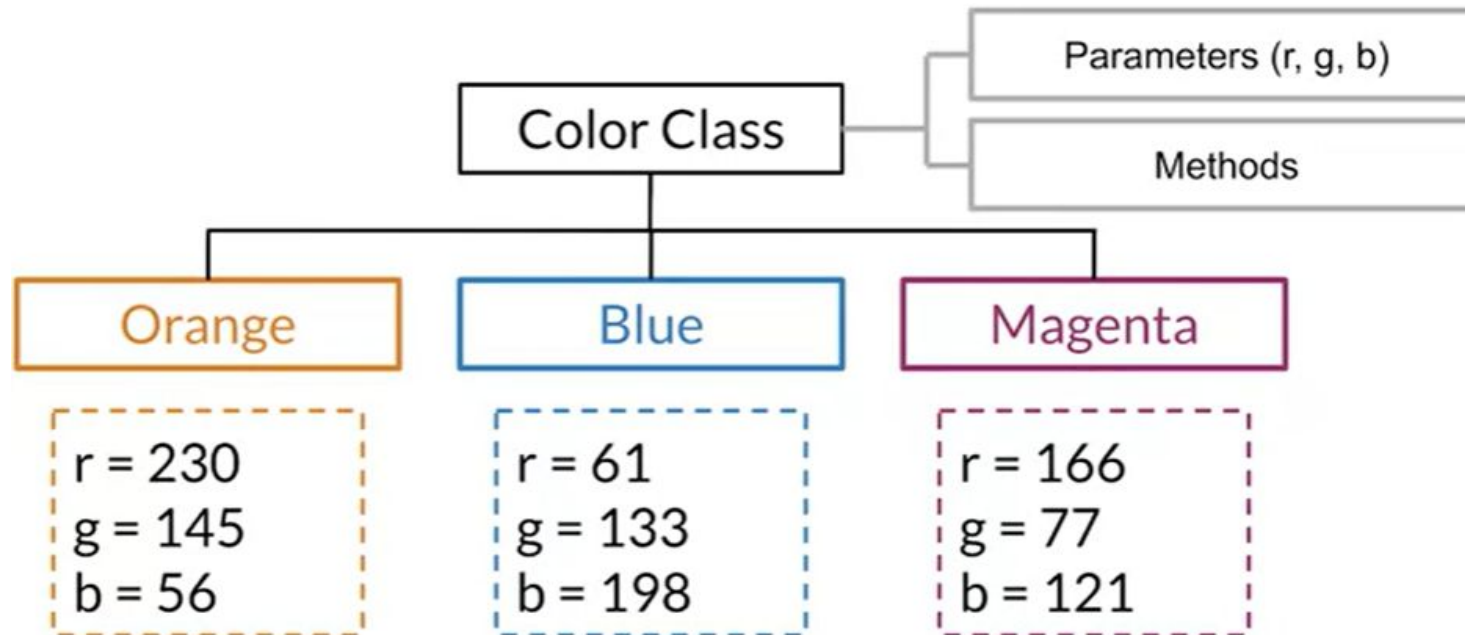 Parameters (r, g, b)
Color Class
Methods
Orange
Blue
Magenta
r = 230
g = 145
b = 56
r = 61
g = 133
b = 198
r = 166
g = 77
b = 121